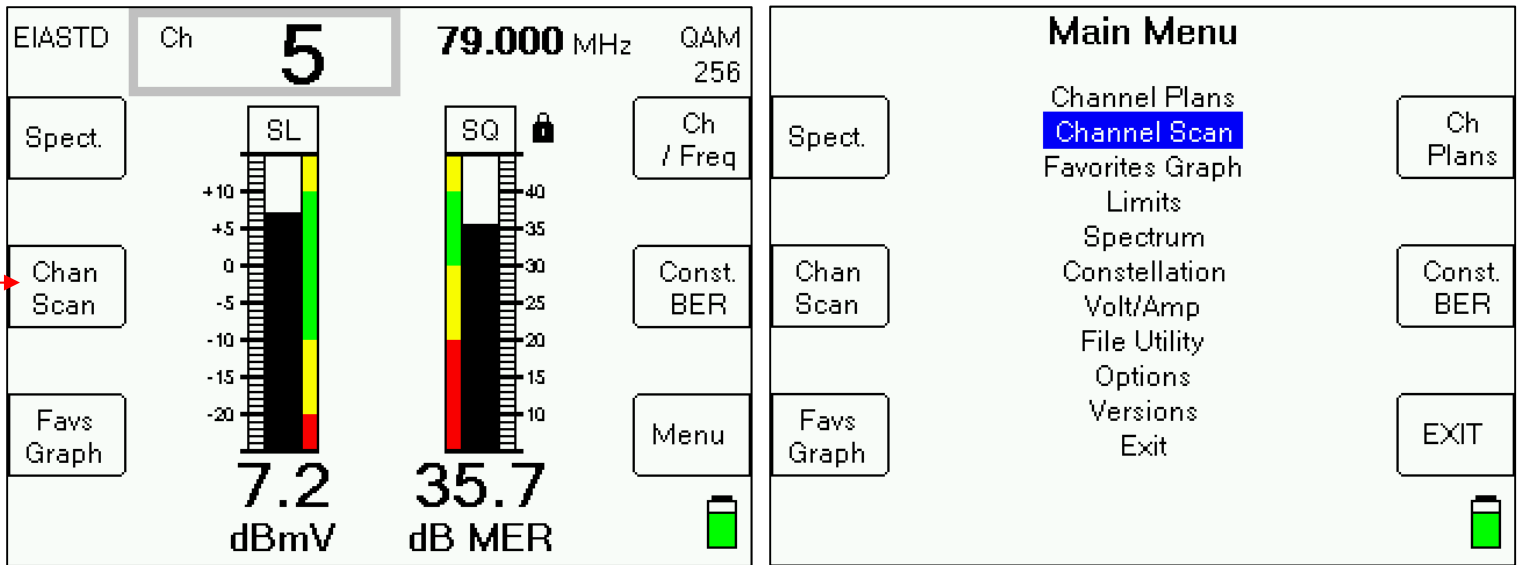 EIASTD
Ch
5
79.000 MHz
QAM
256
Spect.
SL
SQ
Ch
/ Freq
+10
+5
0
-5
-10
-15
-20
40
35
30
25
20
15
10
Chan
Scan
Const.
BER
Favs
Graph
Menu
7.2
dBmV
35.7
dB MER
Main Menu
Channel Plans
Channel Scan
Favorites Graph
Limits
Spectrum
Constellation
Volt/Amp
File Utility
Options
Versions
Exit
Spect.
Ch
Plans
Chan
Scan
Const.
BER
Favs
Graph
EXIT